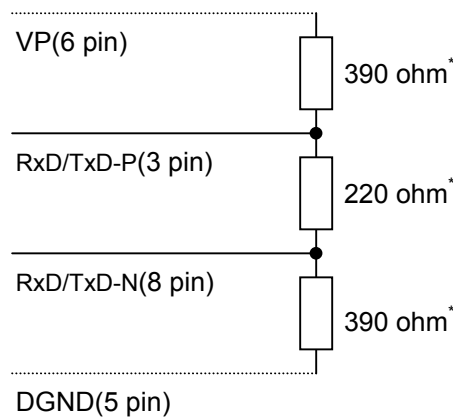 VP(6 pin)
390 ohm*
RxD/TxD-P(3 pin)
220 ohm*
RxD/TxD-N(8 pin)
390 ohm*
DGND(5 pin)